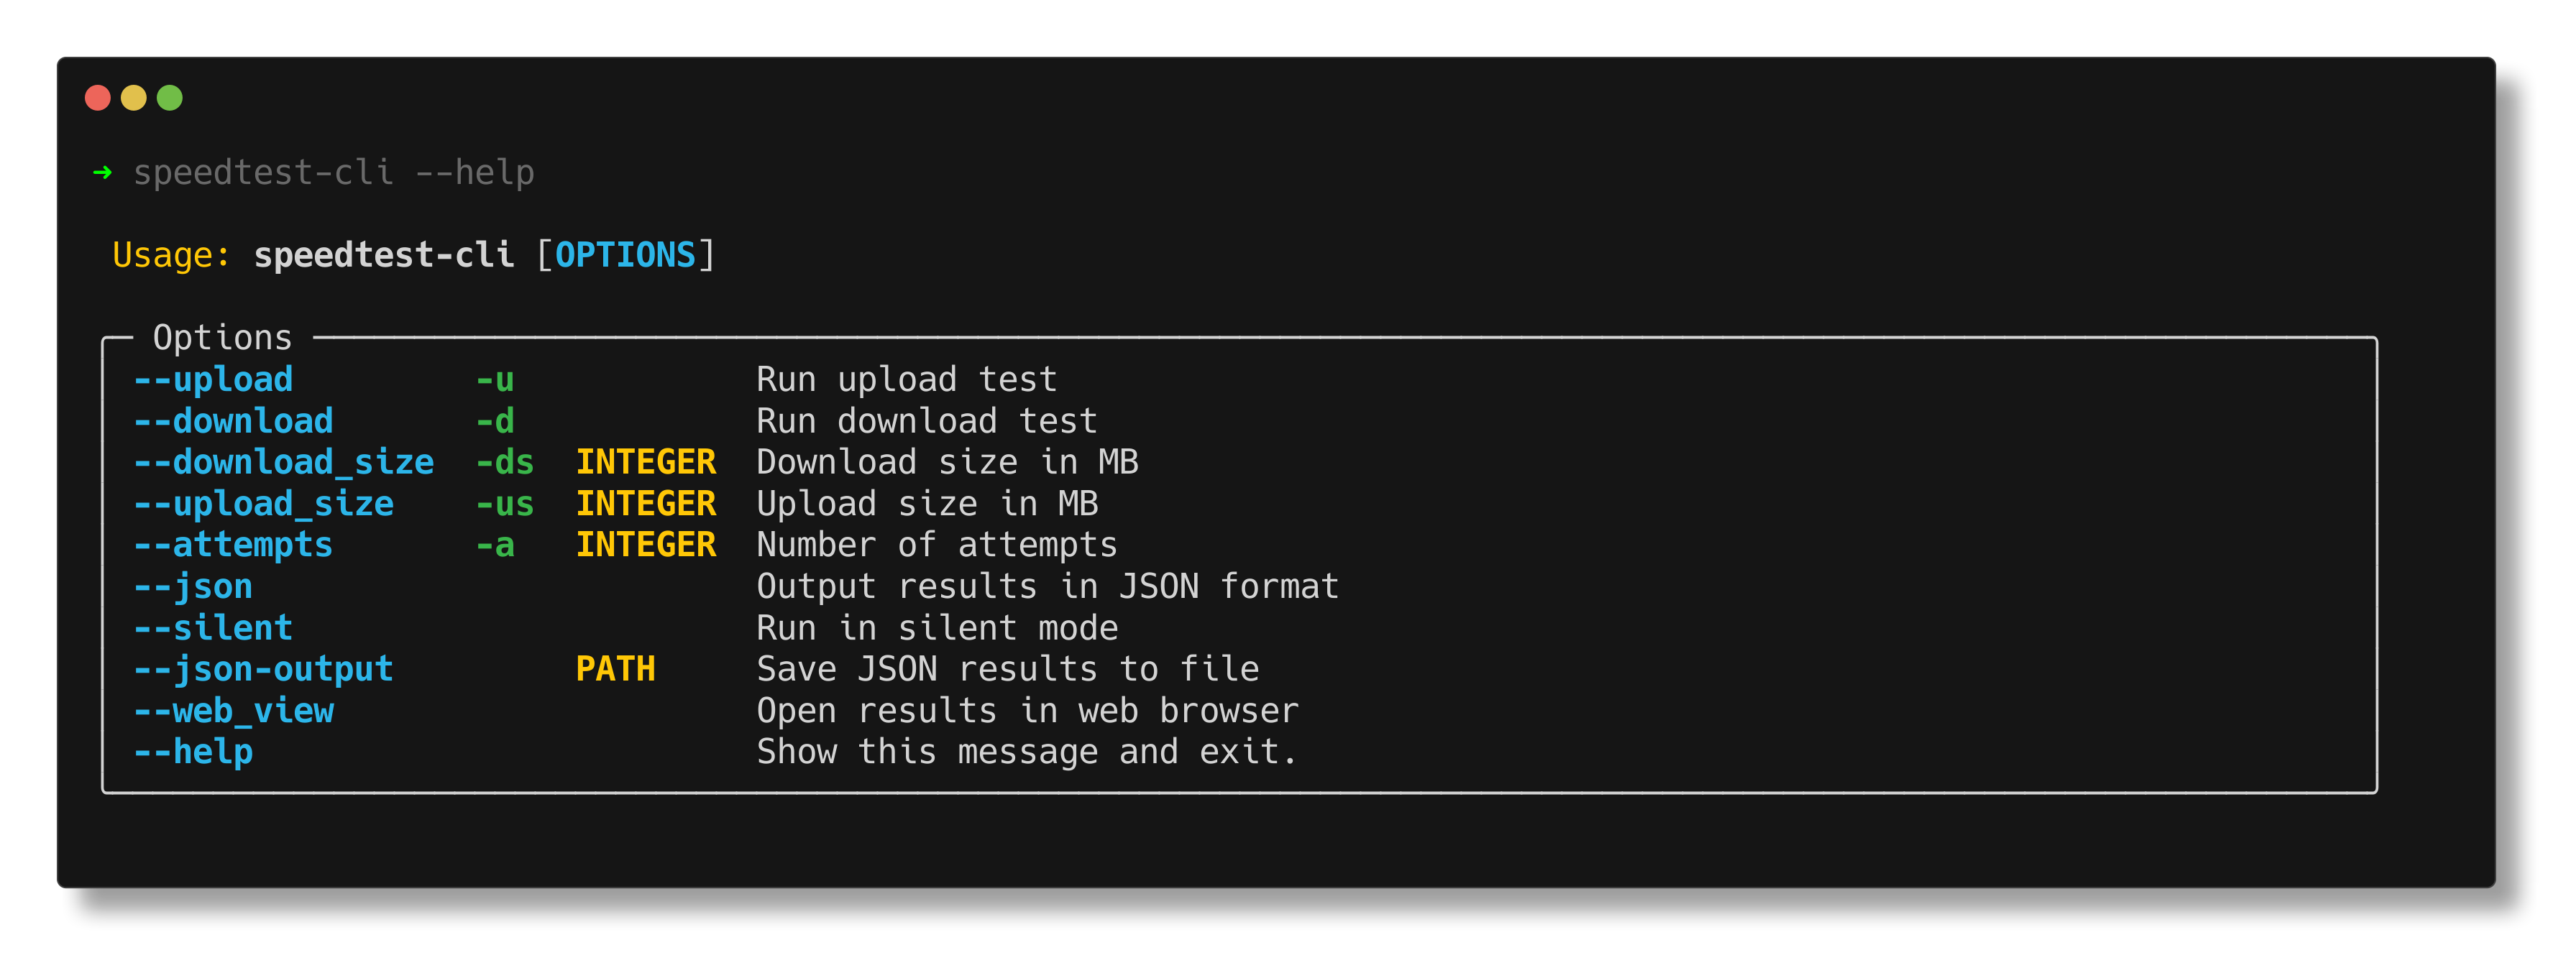 ➜ speedtest-cli --help
Usage: speedtest-cli [OPTIONS]
Options
--upload -u Run upload test
--download -d Run download test
--download_size -ds INTEGER Download size in MB
--upload_size -us INTEGER Upload size in MB
--attempts -a INTEGER Number of attempts
--json Output results in JSON format
--silent Run in silent mode
--json-output PATH Save JSON results to file
--web_view Open results in web browser
--help Show this message and exit.